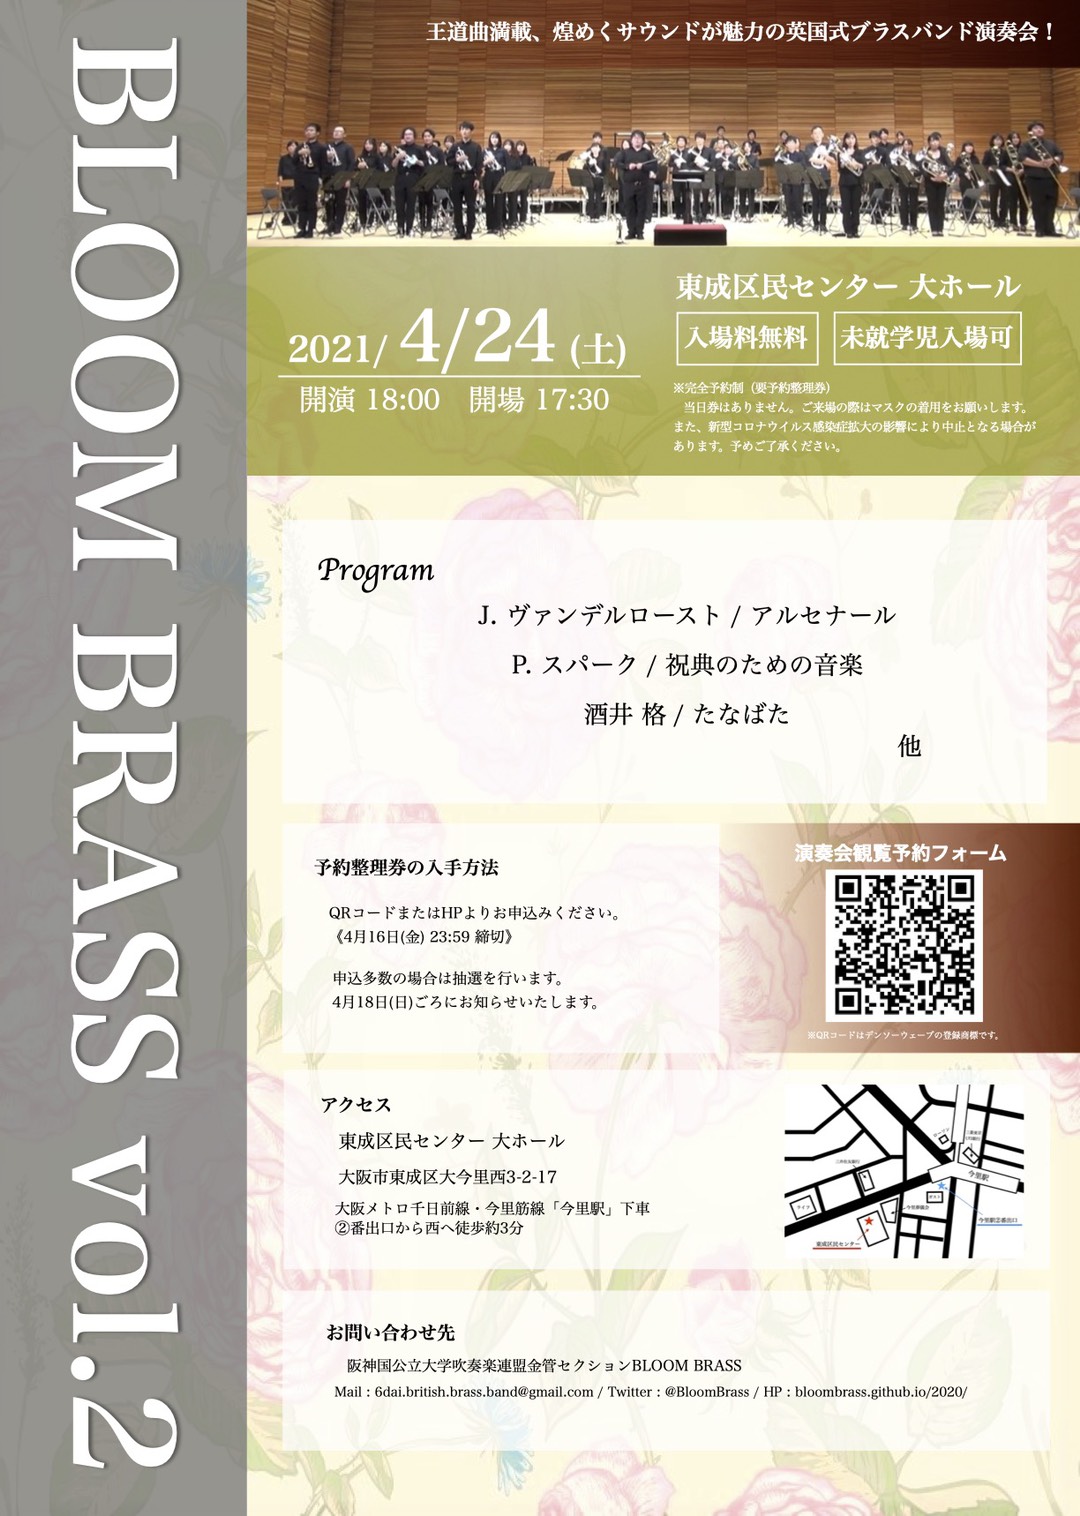 BLOOM BRASS vol.2
王道曲満載、煌めくサウンドが魅力の英国式ブラスバンド演奏会！
2021/ 4/24 (土)
開演 18:00　開場 17:30
東成区民センター 大ホール
入場料無料
未就学児入場可
※完全予約制（要予約整理券）
当日券はありません。ご来場の際はマスクの着用をお願いします。
また、新型コロナウイルス感染症拡大の影響により中止となる場合が
あります。予めご了承ください。
Program
J. ヴァンデルロースト / アルセナール
P. スパーク / 祝典のための音楽
酒井 格 / たなばた
他
予約整理券の入手方法
QRコードまたはHPよりお申込みください。
《4月16日(金) 23:59 締切》
申込多数の場合は抽選を行います。
4月18日(日)ごろにお知らせいたします。
演奏会観覧予約フォーム
※QRコードはデンソーウェーブの登録商標です。
アクセス
東成区民センター 大ホール
大阪市東成区大今里西3-2-17
大阪メトロ千日前線・今里筋線「今里駅」下車
②番出口から西へ徒歩約3分
今里駅
ライフ
今里駅②番出口
東成区民センター
お問い合わせ先
阪神国公立大学吹奏楽連盟金管セクションBLOOM BRASS
Mail : 6dai.british.brass.band@gmail.com / Twitter : @BloomBrass / HP : bloombrass.github.io/2020/